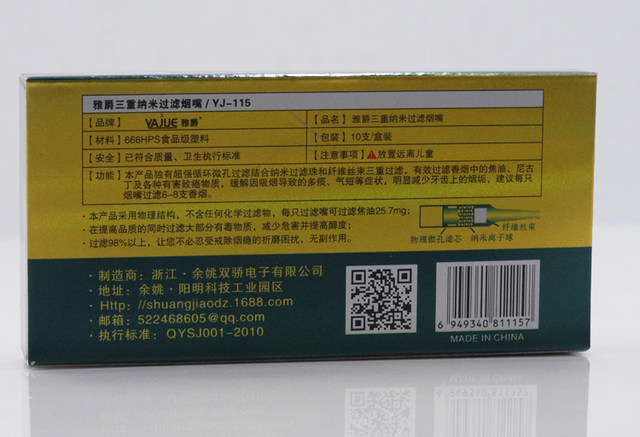 雅爵三重纳米过滤烟嘴/YJ-115
[品牌] YAJUE 雅爵 [品名] 雅爵三重纳米过滤烟嘴
[材料] 666HPS食品级塑料 [包装] 10支/盒装
[安全] 已符合质量、卫生执行标准 [注意事项] 放置远离儿童
[功能] 本产品独有超强循环微孔过滤结合纳米过滤珠和纤维丝束三重过滤，有效过滤香烟中的焦油、尼古
丁及各种有害致癌物质，缓解因吸烟导致的多痰、气短等症状，明显减少牙齿上的烟垢，建议每只
烟嘴过滤6-8支香烟。
·本产品采用物理结构，不含任何化学过滤物，每只过滤嘴可过滤焦油25.7mg；
·在提高品质的同时过滤大部分有毒物质，减少危害并提高醇度；
·过滤98%以上，让您不必忍受戒除烟瘾的折磨困扰，无副作用。
纤维丝束
物理微孔滤芯 纳米离子球
·制造商：浙江·余姚双骄电子有限公司
·地址：余姚·阳明科技工业园区
·Http://shuangjiaodz.1688.com
·邮箱：522468605@qq.com
·执行标准：QYSJ001-2010
6 949340 811157
MADE IN CHINA